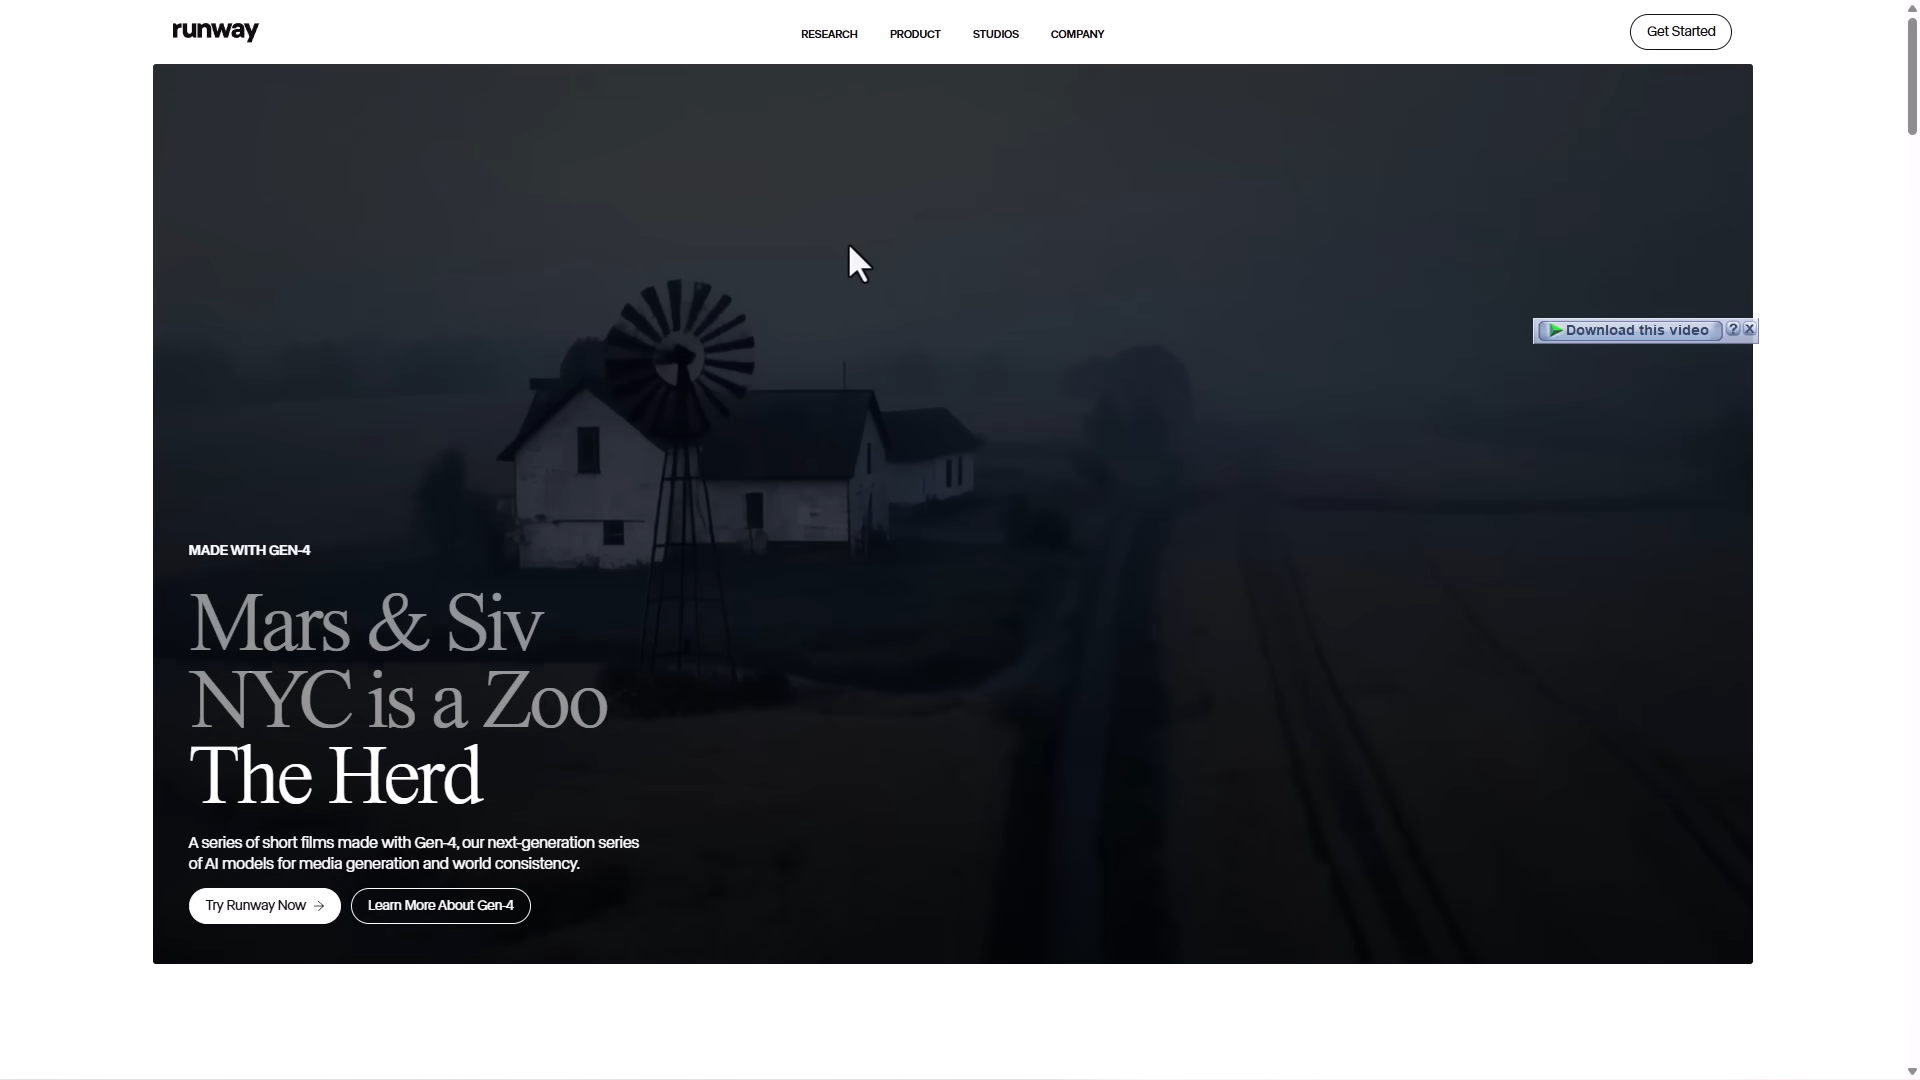 runway
RESEARCH PRODUCT STUDIOS COMPANY
Get Started
Download this video ? X
MADE WITH GEN-4
Mars & Siv
NYC is a Zoo
The Herd
A series of short films made with Gen-4, our next-generation series
of AI models for media generation and world consistency.
Try Runway Now →
Learn More About Gen-4